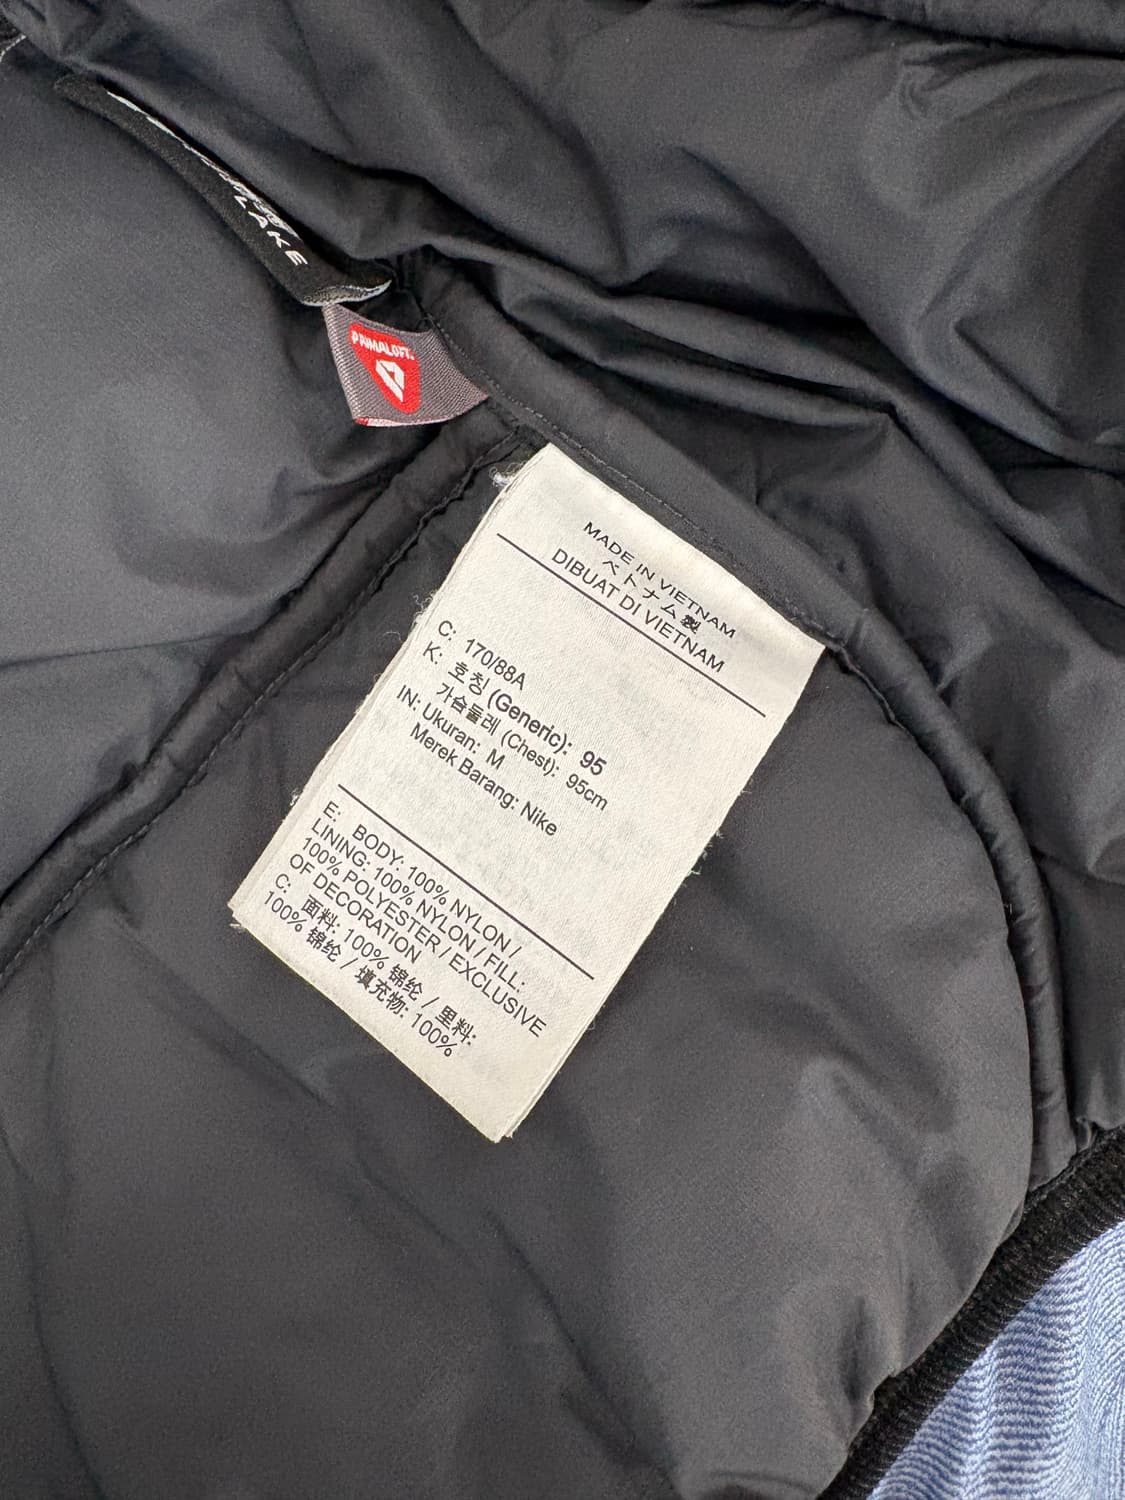 LAKE
PRIMALOFT
MADE IN VIETNAM
ベトナム製
DIBUAT DI VIETNAM
C: 170/88A
K: 호칭 (Generic): 95
가슴둘레 (Chest): 95cm
IN: Ukuran: M
Merek Barang: Nike
E: BODY: 100% NYLON /
LINING: 100% NYLON / FILL:
100% POLYESTER / EXCLUSIVE
OF DECORATION
C: 面料: 100% 锦纶 / 里料:
100% 锦纶 / 填充物: 100%